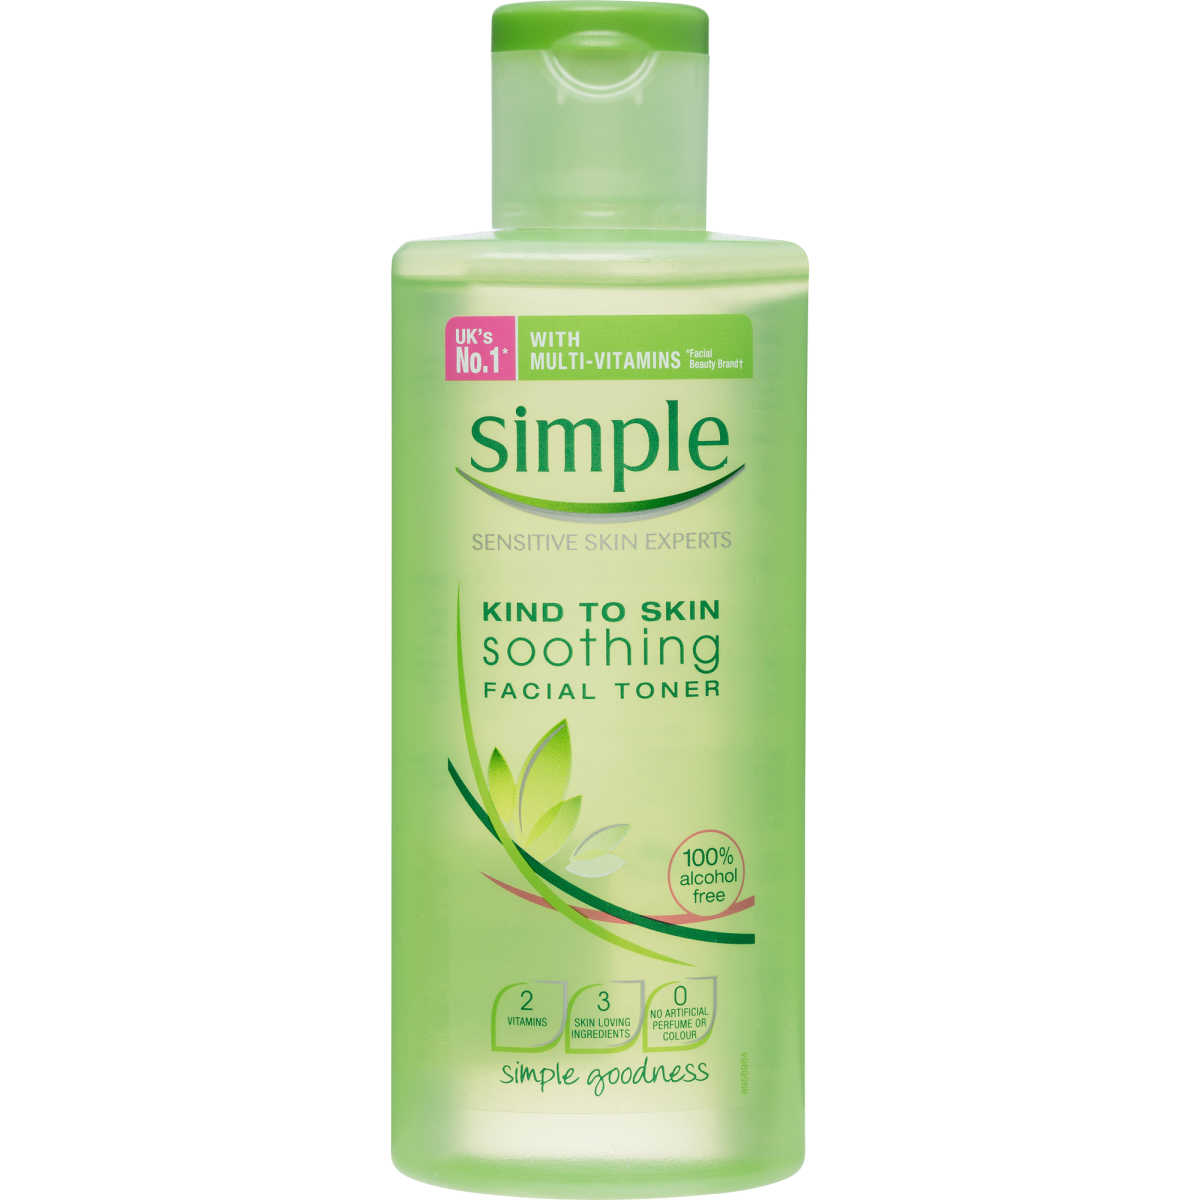 UK's
No.1*
WITH
MULTI-VITAMINS
*Facial
Beauty Brand†
simple
SENSITIVE SKIN EXPERTS
KIND TO SKIN
soothing
FACIAL TONER
100%
alcohol
free
2
VITAMINS
3
SKIN LOVING
INGREDIENTS
0
NO ARTIFICIAL
PERFUME OR
COLOUR
simple goodness